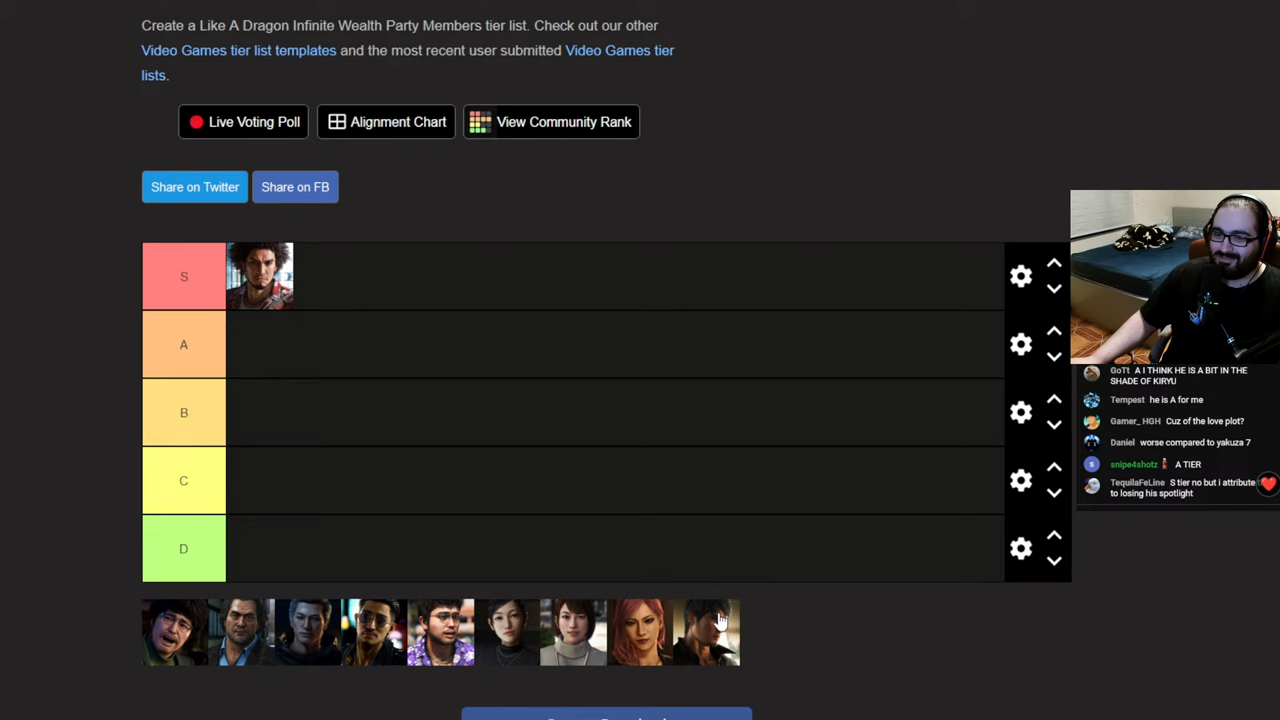 Create a Like A Dragon Infinite Wealth Party Members tier list. Check out our other
Video Games tier list templates and the most recent user submitted Video Games tier
lists.
Live Voting Poll
Alignment Chart
View Community Rank
Share on Twitter
Share on FB
S
A
B
C
D
GoTt A I THINK HE IS A BIT IN THE
SHADE OF KIRYU
Tempest he is A for me
Gamer_ HGH Cuz of the love plot?
Daniel worse compared to yakuza 7
S
snipe4shotz A TIER
TequilaFeLine S tier no but i attribute
to losing his spotlight